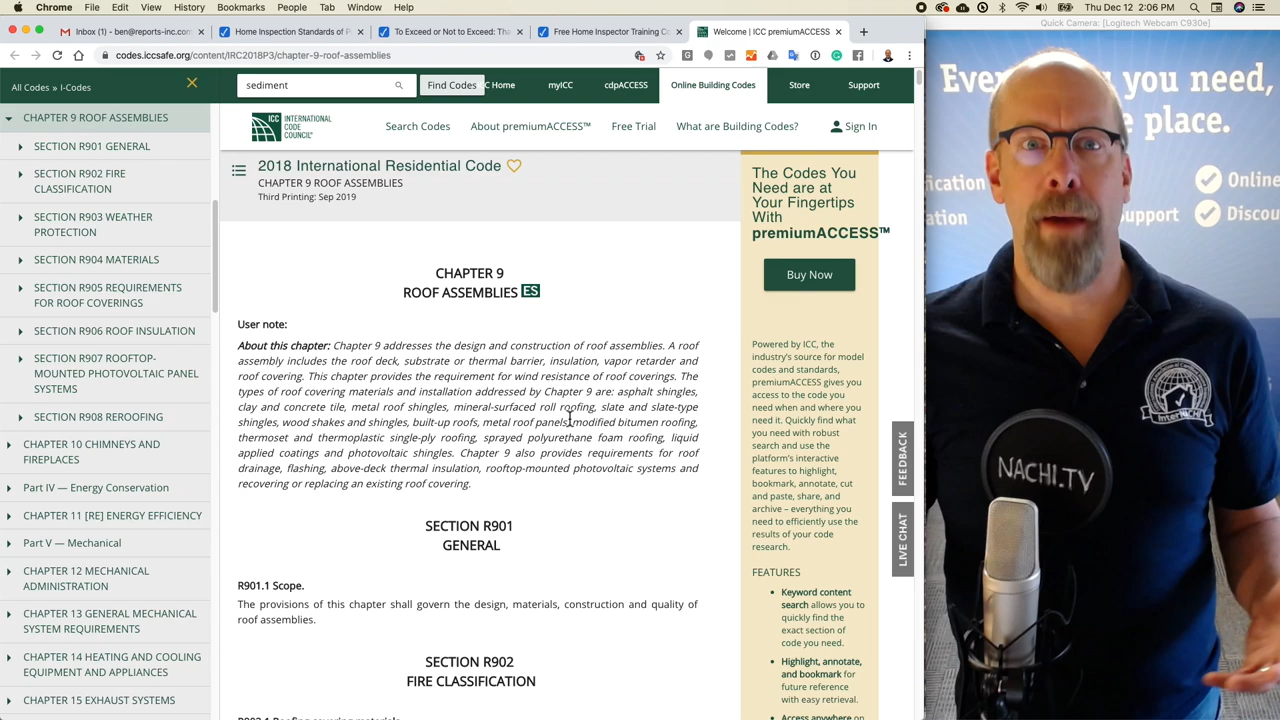 Chrome File Edit View History Bookmarks People Tab Window Help
Thu Dec 12 2:06 PM
Quick Camera: [Logitech Webcam C930e]
Inbox (1) - ben@reports-inc.com
Home Inspection Standards of P
To Exceed or Not to Exceed: Tha
Free Home Inspector Training Co
Welcome | ICC premiumACCESS
codes.iccsafe.org/content/IRC2018P3/chapter-9-roof-assemblies
All Codes » I-Codes
sediment
Find Codes
C Home
myICC
cdpACCESS
Online Building Codes
Store
Support
ICC INTERNATIONAL CODE COUNCIL
Search Codes
About premiumACCESS™
Free Trial
What are Building Codes?
Sign In
CHAPTER 9 ROOF ASSEMBLIES
SECTION R901 GENERAL
SECTION R902 FIRE
CLASSIFICATION
SECTION R903 WEATHER
PROTECTION
SECTION R904 MATERIALS
SECTION R905 REQUIREMENTS
FOR ROOF COVERINGS
SECTION R906 ROOF INSULATION
SECTION R907 ROOFTOP-
MOUNTED PHOTOVOLTAIC PANEL
SYSTEMS
SECTION R908 REROOFING
CHAPTER 10 CHIMNEYS AND
FIREPLACES
Part IV — Energy Conservation
CHAPTER 11 [RE] ENERGY EFFICIENCY
Part V — Mechanical
CHAPTER 12 MECHANICAL
ADMINISTRATION
CHAPTER 13 GENERAL MECHANICAL
SYSTEM REQUIREMENTS
CHAPTER 14 HEATING AND COOLING
EQUIPMENT AND APPLIANCES
CHAPTER 15 EXHAUST SYSTEMS
2018 International Residential Code
CHAPTER 9 ROOF ASSEMBLIES
Third Printing: Sep 2019
CHAPTER 9
ROOF ASSEMBLIES ES
User note:
About this chapter: Chapter 9 addresses the design and construction of roof assemblies. A roof
assembly includes the roof deck, substrate or thermal barrier, insulation, vapor retarder and
roof covering. This chapter provides the requirement for wind resistance of roof coverings. The
types of roof covering materials and installation addressed by Chapter 9 are: asphalt shingles,
clay and concrete tile, metal roof shingles, mineral-surfaced roll roofing, slate and slate-type
shingles, wood shakes and shingles, built-up roofs, metal roof panels, modified bitumen roofing,
thermoset and thermoplastic single-ply roofing, sprayed polyurethane foam roofing, liquid
applied coatings and photovoltaic shingles. Chapter 9 also provides requirements for roof
drainage, flashing, above-deck thermal insulation, rooftop-mounted photovoltaic systems and
recovering or replacing an existing roof covering.
SECTION R901
GENERAL
R901.1 Scope.
The provisions of this chapter shall govern the design, materials, construction and quality of
roof assemblies.
SECTION R902
FIRE CLASSIFICATION
The Codes You
Need are at
Your Fingertips
With
premiumACCESS™
Buy Now
Powered by ICC, the
industry's source for model
codes and standards,
premiumACCESS gives you
access to the code you
need when and where you
need it. Quickly find what
you need with robust
search and use the
platform's interactive
features to highlight,
bookmark, annotate, cut
and paste, share, and
archive – everything you
need to efficiently use the
results of your code
research.
FEATURES
Keyword content
search allows you to
quickly find the
exact section of
code you need.
Highlight, annotate,
and bookmark for
future reference
with easy retrieval.
Access anywhere on
FEEDBACK
LIVE CHAT
you need,
place.
Online
Support
InterNACHI
NACHI.TV